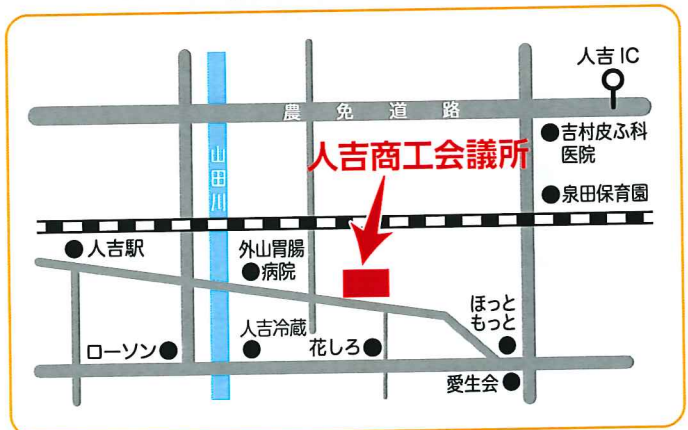 人吉 IC
農免道路
吉村皮ふ科
医院
人吉商工会議所
山田川
泉田保育園
人吉駅
外山胃腸
病院
ほっと
もっと
人吉冷蔵
ローソン
花しろ
愛生会